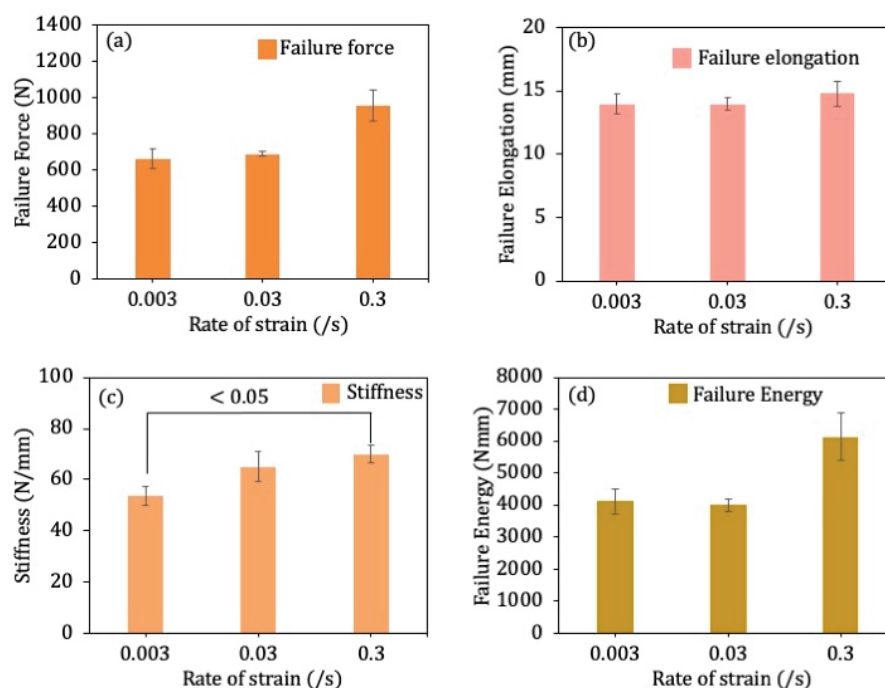 (a)
Failure force
Failure Force (N)
1400
1200
1000
800
600
400
200
0
0.003 0.03 0.3
Rate of strain (/s)
(b)
Failure elongation
Failure Elongation (mm)
20
15
10
5
0
0.003 0.03 0.3
Rate of strain (/s)
(c)
< 0.05
Stiffness
Stiffness (N/mm)
100
80
60
40
20
0
0.003 0.03 0.3
Rate of strain (/s)
(d)
Failure Energy
Failure Energy (Nmm)
8000
7000
6000
5000
4000
3000
2000
1000
0
0.003 0.03 0.3
Rate of strain (/s)